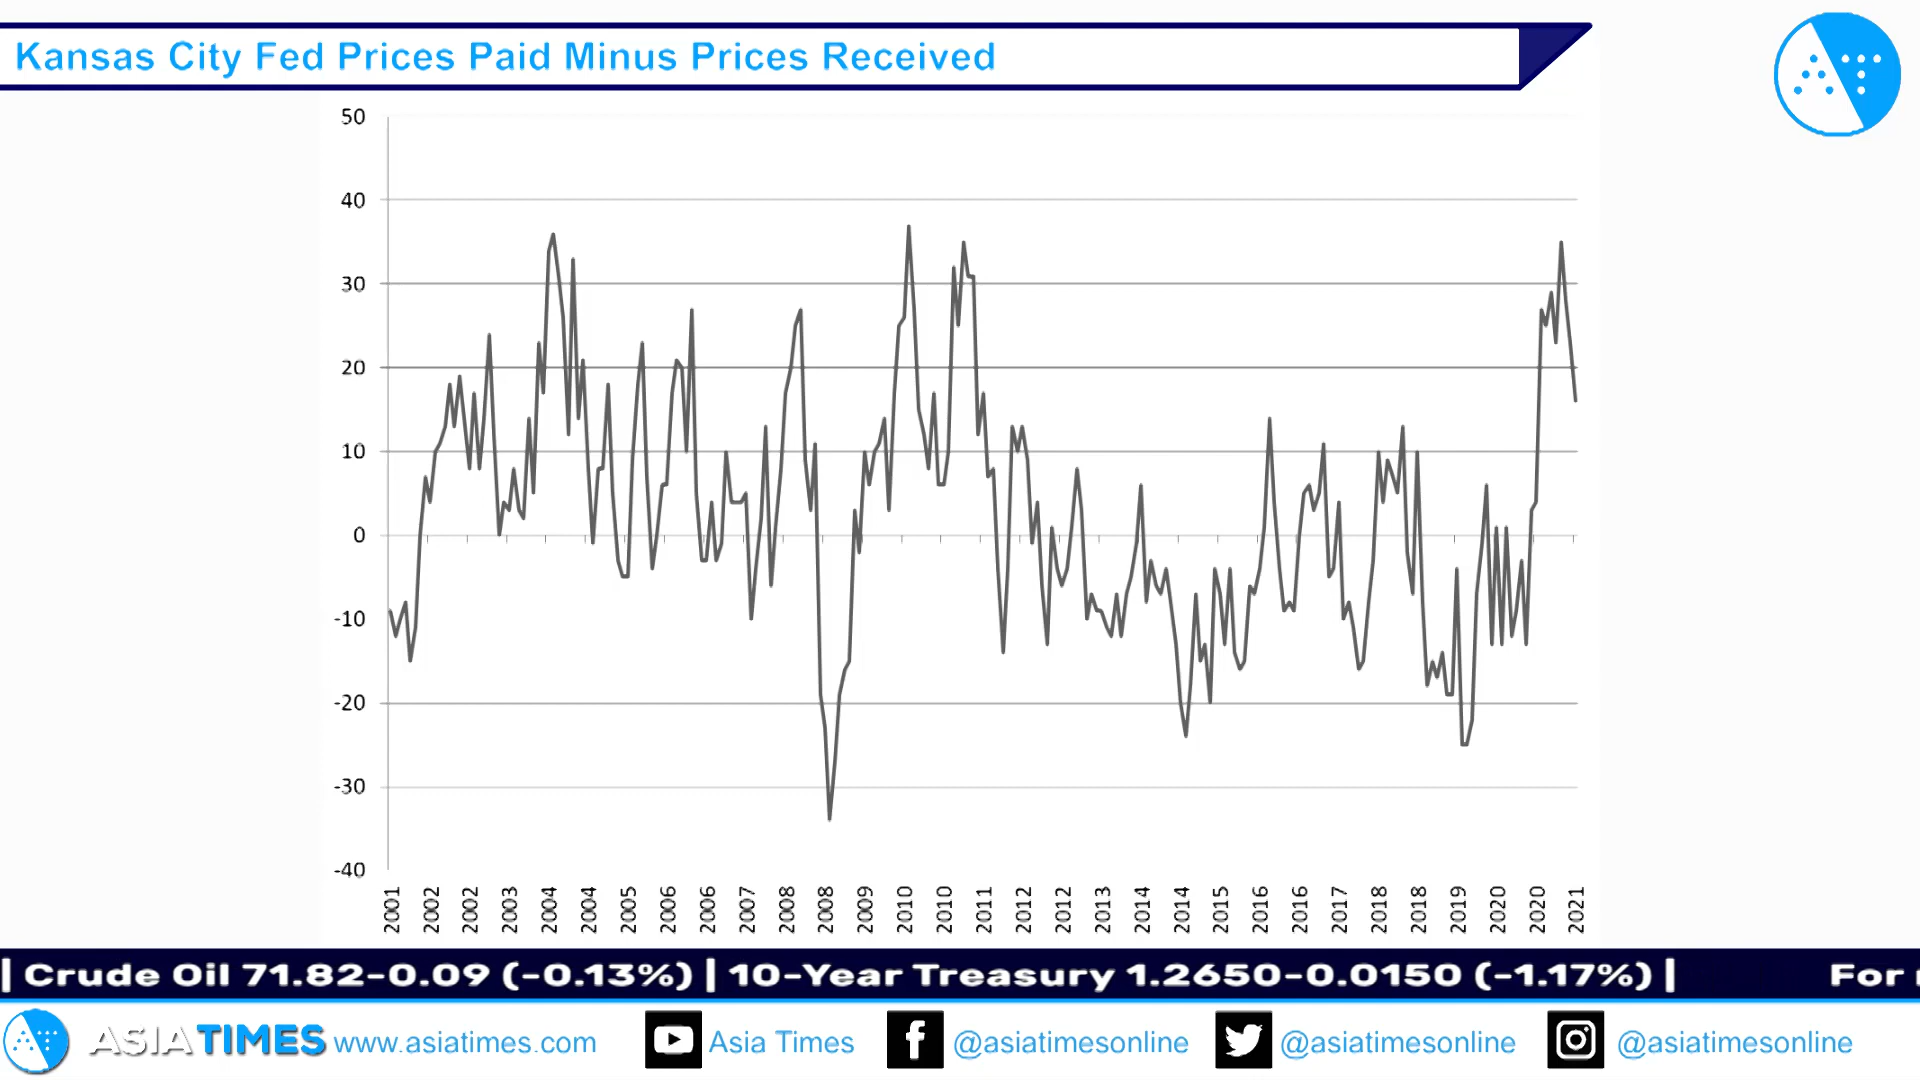 Kansas City Fed Prices Paid Minus Prices Received
AT
50
40
30
20
10
0
-10
-20
-30
-40
2001 2002 2002 2003 2004 2004 2005 2006 2006 2007 2008 2008 2009 2010 2010 2011 2012 2012 2013 2014 2014 2015 2016 2016 2017 2018 2018 2019 2020 2020 2021
| Crude Oil 71.82-0.09 (-0.13%) | 10-Year Treasury 1.2650-0.0150 (-1.17%) | For
AT ASIA TIMES www.asiatimes.com Asia Times f @asiatimesonline @asiatimesonline @asiatimesonline